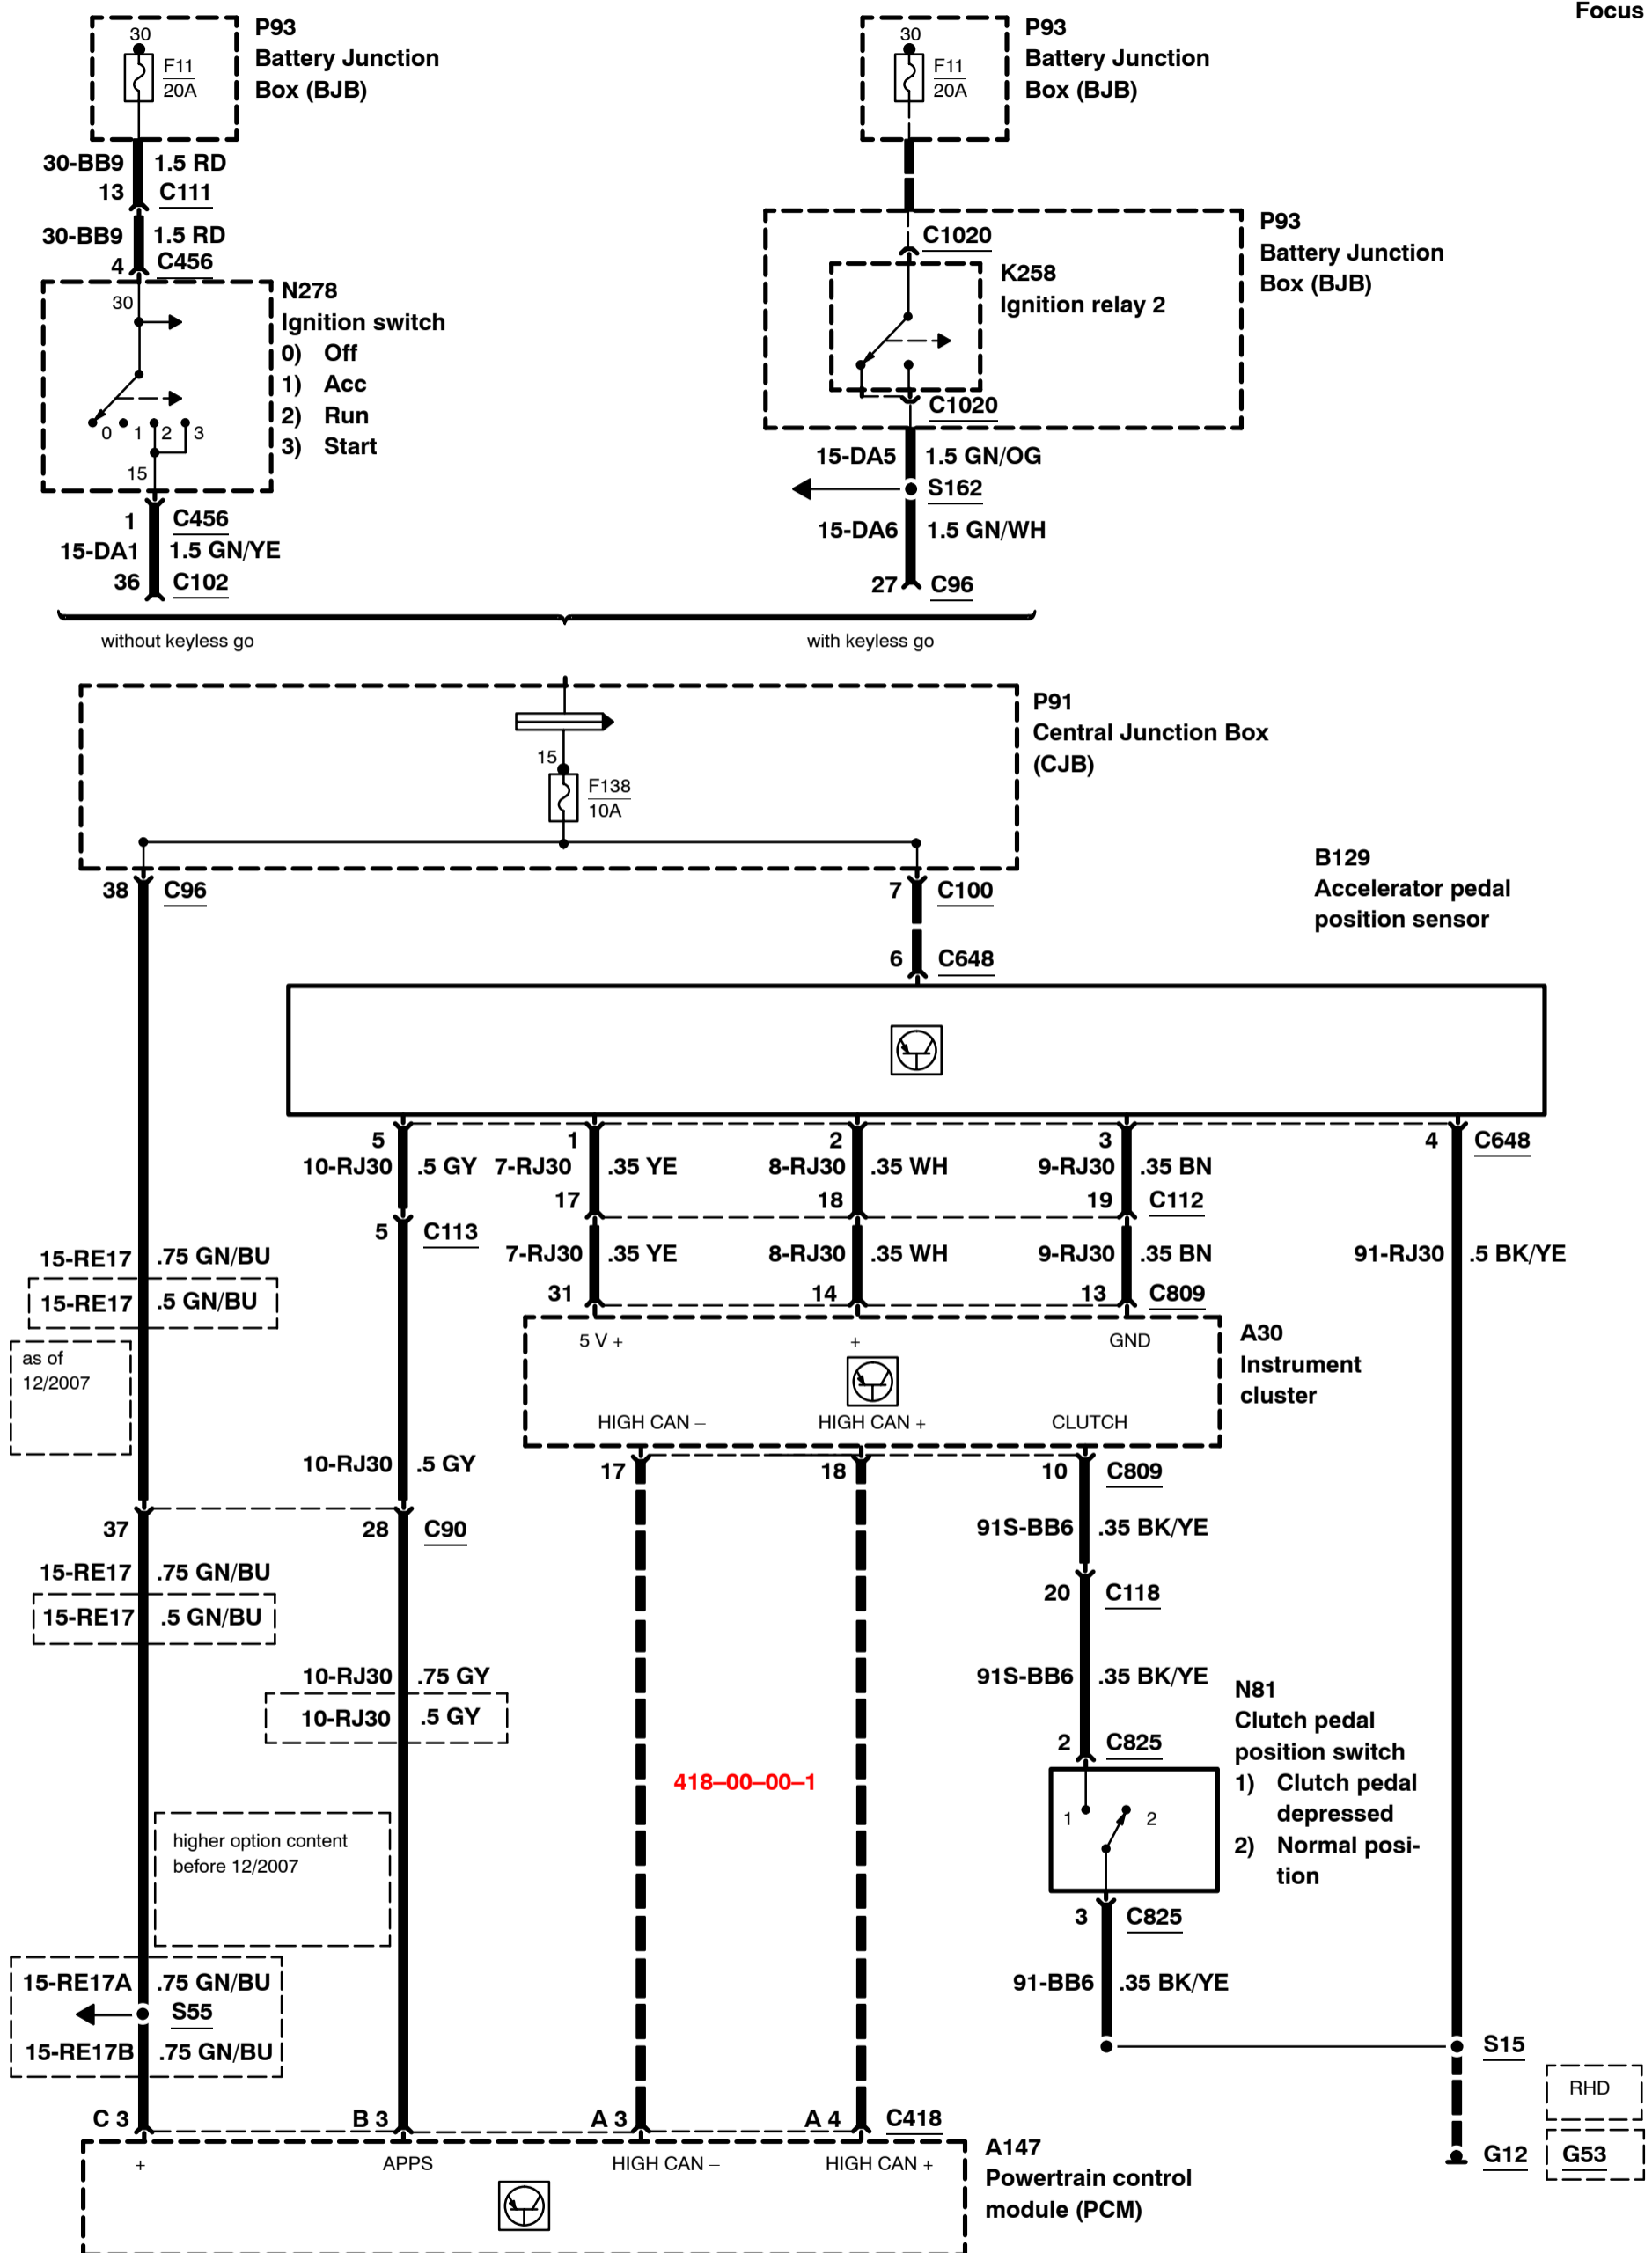 Focus
30
F11
20A
P93
Battery Junction
Box (BJB)
30
F11
20A
P93
Battery Junction
Box (BJB)
30-BB9 1.5 RD
13 C111
30-BB9 1.5 RD
4 C456
30
0 1 2 3
15
N278
Ignition switch
0) Off
1) Acc
2) Run
3) Start
1 C456
15-DA1 1.5 GN/YE
36 C102
C1020
K258
Ignition relay 2
C1020
P93
Battery Junction
Box (BJB)
15-DA5 1.5 GN/OG
S162
15-DA6 1.5 GN/WH
27 C96
without keyless go
with keyless go
15
F138
10A
P91
Central Junction Box
(CJB)
38 C96
7 C100
6 C648
B129
Accelerator pedal
position sensor
5 1 2 3 4 C648
10-RJ30 .5 GY 7-RJ30 .35 YE 8-RJ30 .35 WH 9-RJ30 .35 BN
17 18 19 C112
5 C113
15-RE17 .75 GN/BU
7-RJ30 .35 YE 8-RJ30 .35 WH 9-RJ30 .35 BN 91-RJ30 .5 BK/YE
15-RE17 .5 GN/BU
31 14 13 C809
as of
12/2007
5 V + + GND
HIGH CAN – HIGH CAN + CLUTCH
A30
Instrument
cluster
10-RJ30 .5 GY
17 18 10 C809
37 28 C90
91S-BB6 .35 BK/YE
15-RE17 .75 GN/BU
15-RE17 .5 GN/BU
20 C118
10-RJ30 .75 GY
10-RJ30 .5 GY
91S-BB6 .35 BK/YE
2 C825
418–00–00–1
1 2
N81
Clutch pedal
position switch
1) Clutch pedal
depressed
2) Normal posi-
tion
higher option content
before 12/2007
3 C825
15-RE17A .75 GN/BU
S55
15-RE17B .75 GN/BU
91-BB6 .35 BK/YE
S15
RHD
G12 G53
C 3 B 3 A 3 A 4 C418
+ APPS HIGH CAN – HIGH CAN +
A147
Powertrain control
module (PCM)